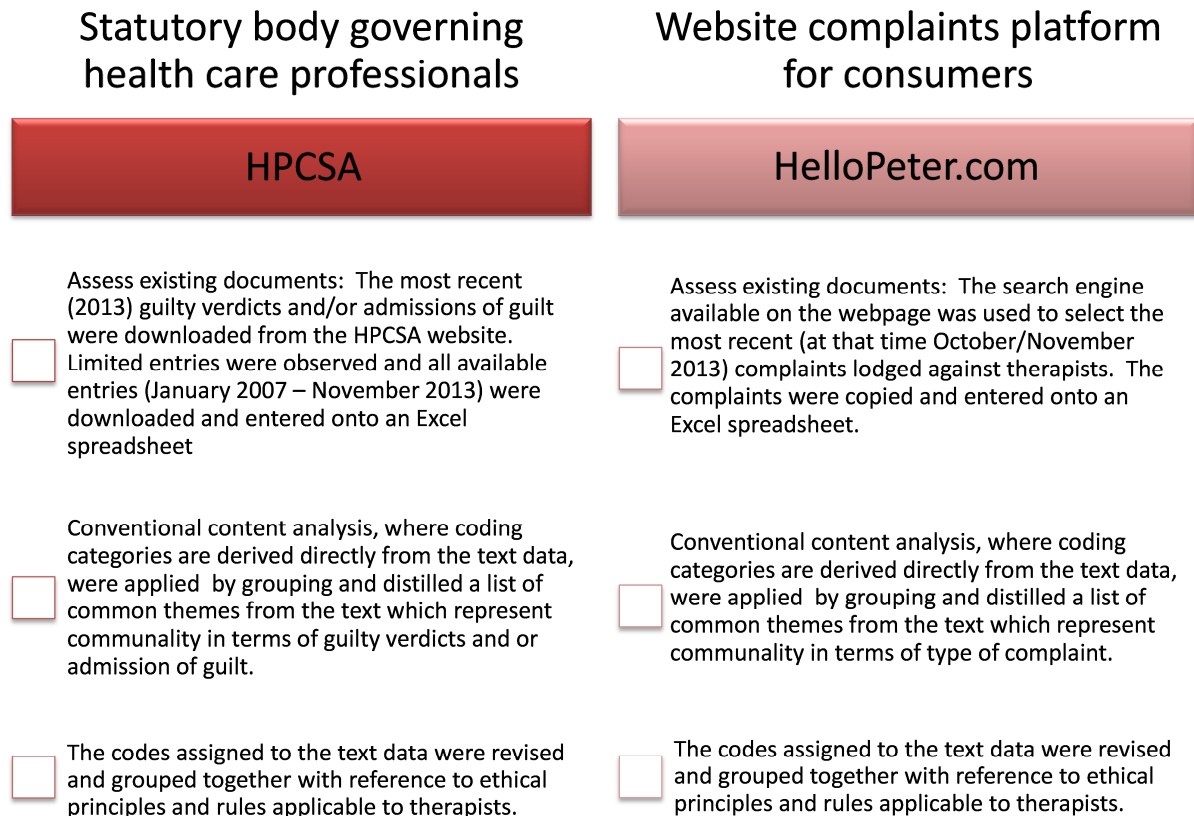 Statutory body governing
health care professionals
HPCSA
Assess existing documents:  The most recent
(2013) guilty verdicts and/or admissions of guilt
were downloaded from the HPCSA website.
Limited entries were observed and all available
entries (January 2007 – November 2013) were
downloaded and entered onto an Excel
spreadsheet
Conventional content analysis, where coding
categories are derived directly from the text data,
were applied  by grouping and distilled a list of
common themes from the text which represent
communality in terms of guilty verdicts and or
admission of guilt.
The codes assigned to the text data were revised
and grouped together with reference to ethical
principles and rules applicable to therapists.
Website complaints platform
for consumers
HelloPeter.com
Assess existing documents:  The search engine
available on the webpage was used to select the
most recent (at that time October/November
2013) complaints lodged against therapists.  The
complaints were copied and entered onto an
Excel spreadsheet.
Conventional content analysis, where coding
categories are derived directly from the text data,
were applied  by grouping and distilled a list of
common themes from the text which represent
communality in terms of type of complaint.
The codes assigned to the text data were revised
and grouped together with reference to ethical
principles and rules applicable to therapists.